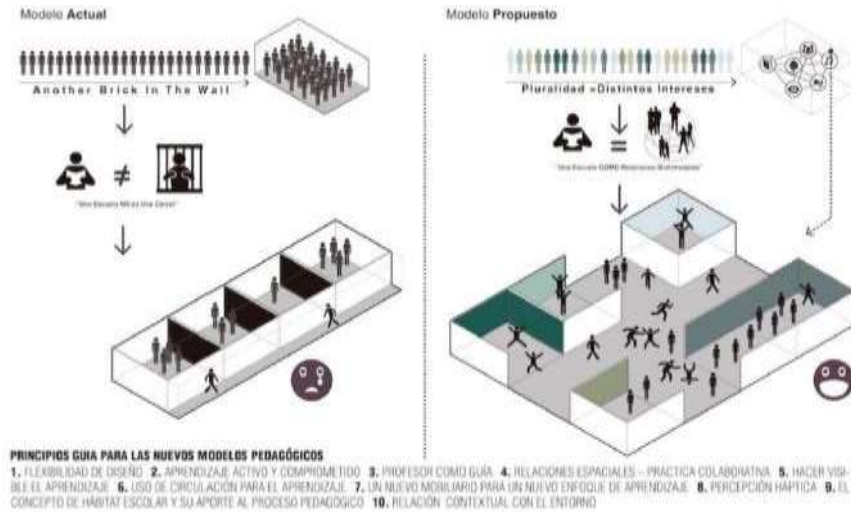 Modelo Actual
Another Brick In The Wall
≠
"Una Escuela NO es Una Carcel"
Modelo Propuesto
Pluralidad =Distintos Intereses
=
"Una Escuela COMO Relaciones Multimodales"
PRINCIPIOS GUIA PARA LAS NUEVOS MODELOS PEDAGÓGICOS
1. FLEXIBILIDAD DE DISEÑO 2. APRENDIZAJE ACTIVO Y COMPROMETIDO 3. PROFESOR COMO GUÍA 4. RELACIONES ESPACIALES – PRACTICA COLABORATIVA 5. HACER VISI-
BLE EL APRENDIZAJE 6. USO DE CIRCULACIÓN PARA EL APRENDIZAJE 7. UN NUEVO MOBILIARIO PARA UN NUEVO ENFOQUE DE APRENDIZAJE 8. PERCEPCIÓN HÁPTICA 9. EL
CONCEPTO DE HÁBITAT ESCOLAR Y SU APORTE AL PROCESO PEDAGÓGICO 10. RELACIÓN CONTEXTUAL CON EL ENTORNO